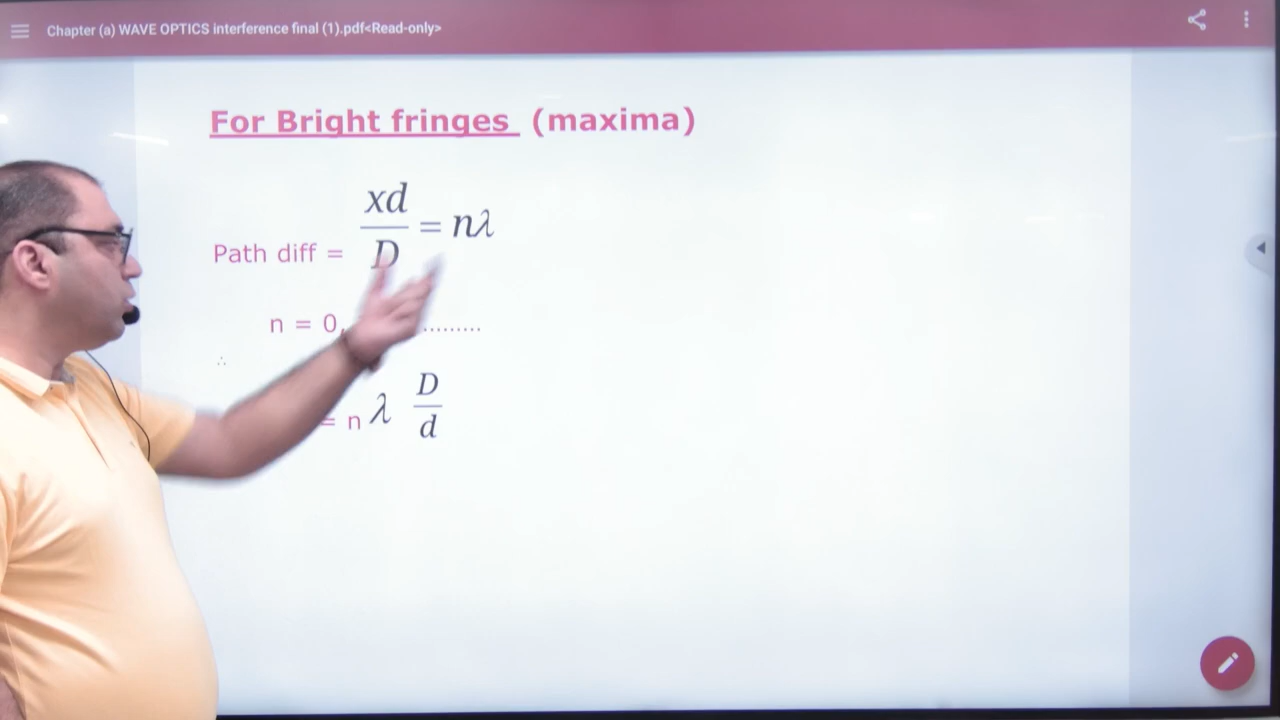 Chapter (a) WAVE OPTICS interference final (1).pdf<Read-only>
For Bright fringes (maxima)
Path diff = xd/D = nλ
n = 0, .........
∴
= n λ D/d